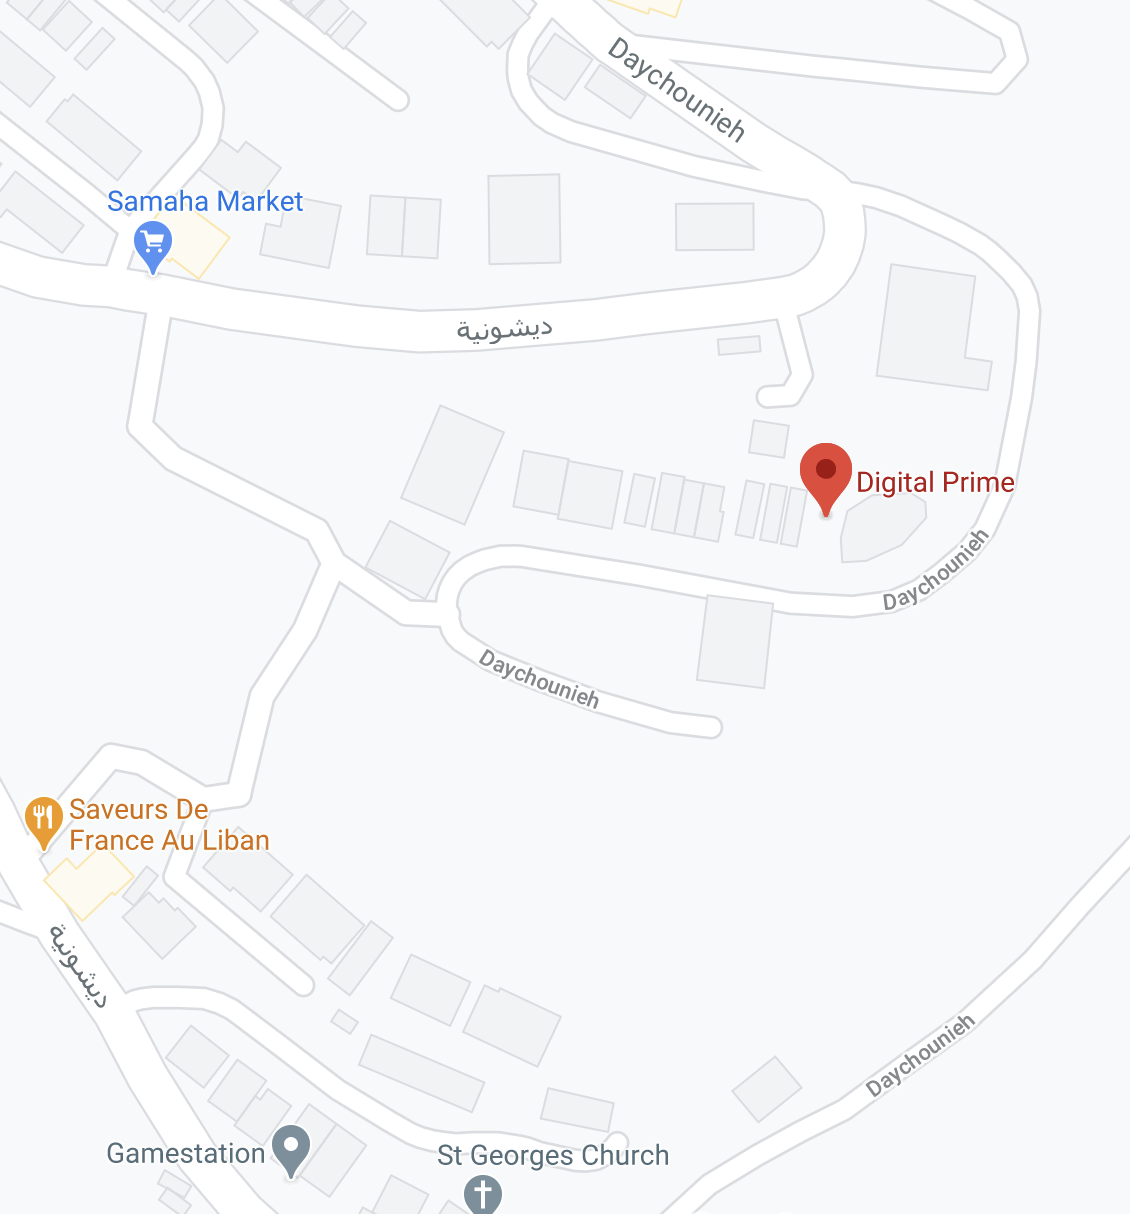 Daychounieh
Samaha Market
ديشونية
Digital Prime
Daychounieh
Daychounieh
Saveurs De
France Au Liban
ديشونية
Daychounieh
Gamestation
St Georges Church